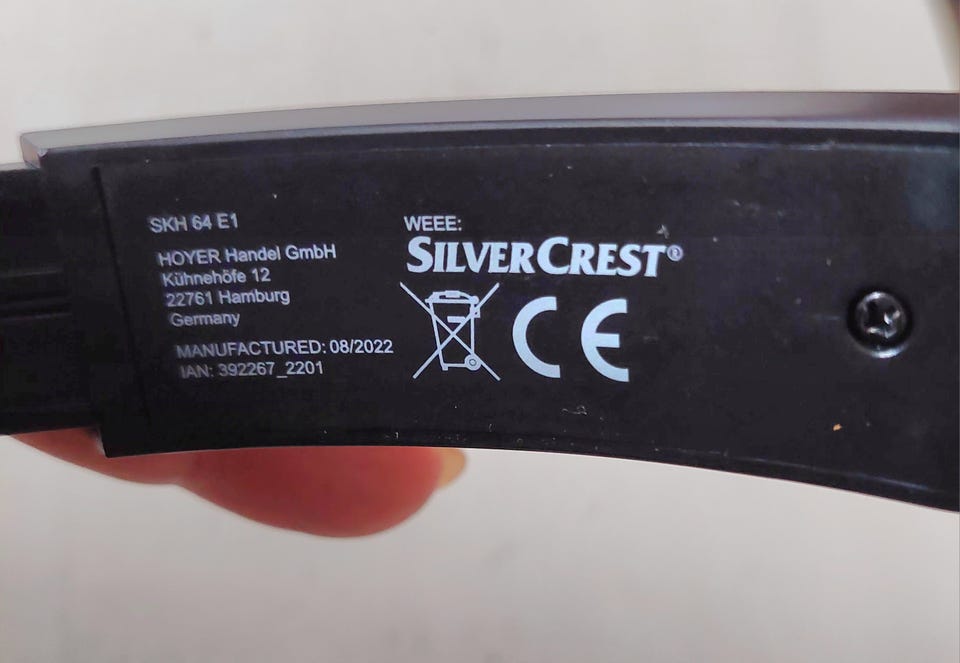 SKH 64 E1
HOYER Handel GmbH
Kühnehöfe 12
22761 Hamburg
Germany
MANUFACTURED: 08/2022
IAN: 392267_2201
WEEE:
SILVERCREST®
CE